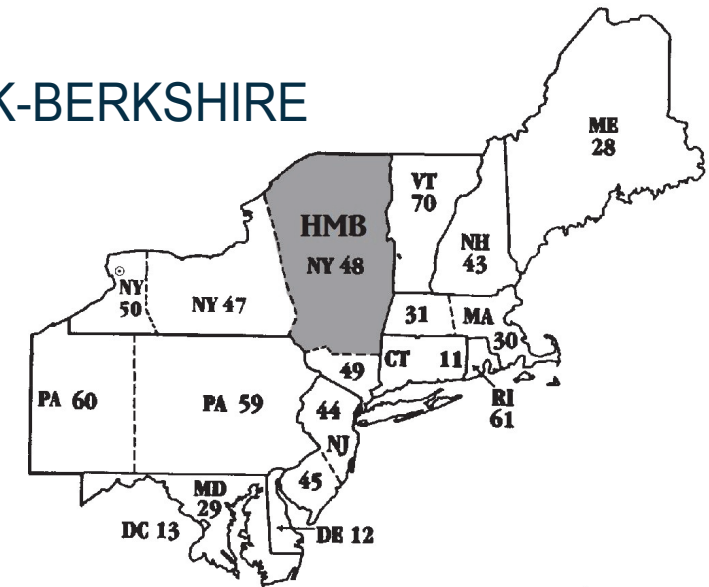 K-BERKSHIRE
ME
28
VT
70
HMB
NY 48
NH
43
NY
50
NY 47
31
MA
30
49
CT 11
RI
61
PA 60
PA 59
44
NJ
45
MD
29
DC 13
DE 12